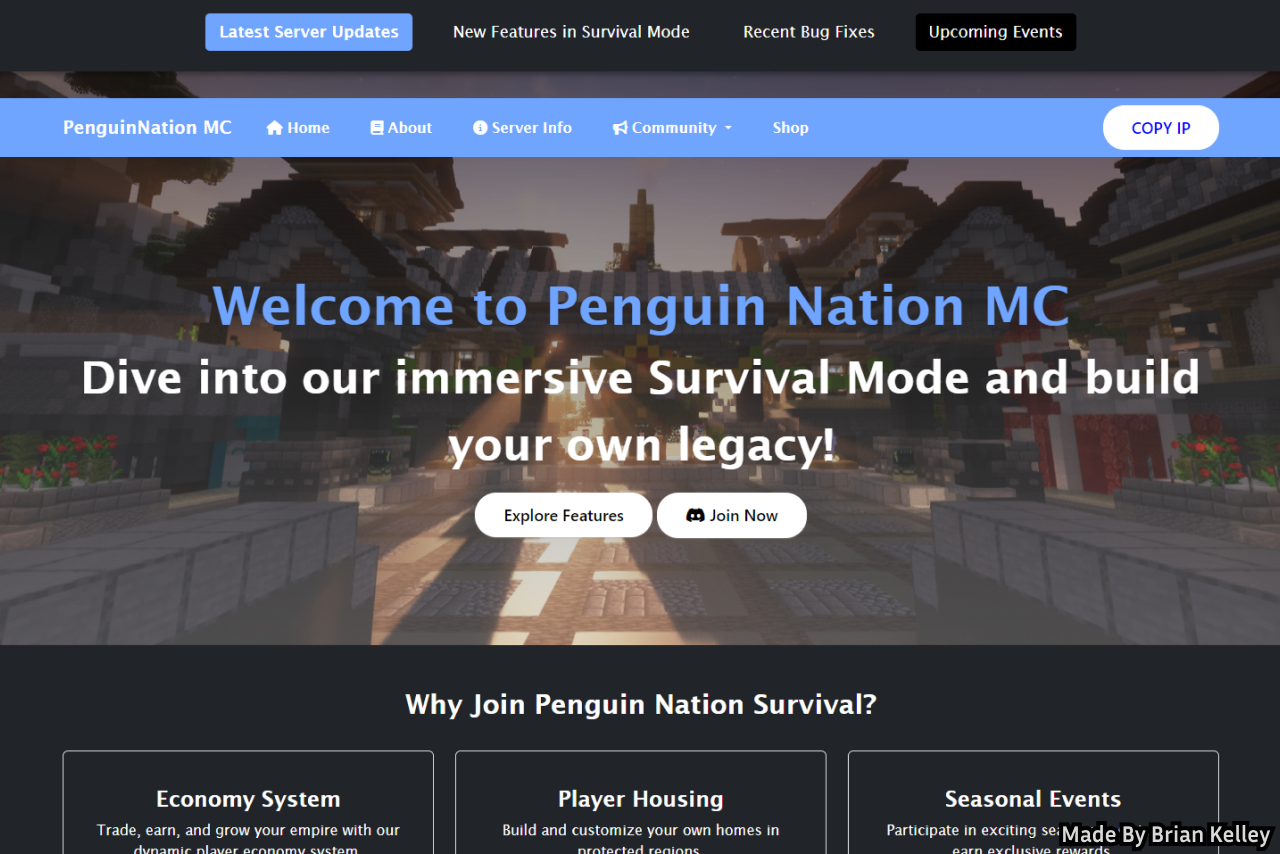 Latest Server Updates
New Features in Survival Mode
Recent Bug Fixes
Upcoming Events
PenguinNation MC
Home
About
Server Info
Community
Shop
COPY IP
Welcome to Penguin Nation MC
Dive into our immersive Survival Mode and build
your own legacy!
Explore Features
Join Now
Why Join Penguin Nation Survival?
Economy System
Trade, earn, and grow your empire with our
dynamic player economy system.
Player Housing
Build and customize your own homes in
protected regions.
Seasonal Events
Participate in exciting
earn exclusive rewards.
Made By Brian Kelley